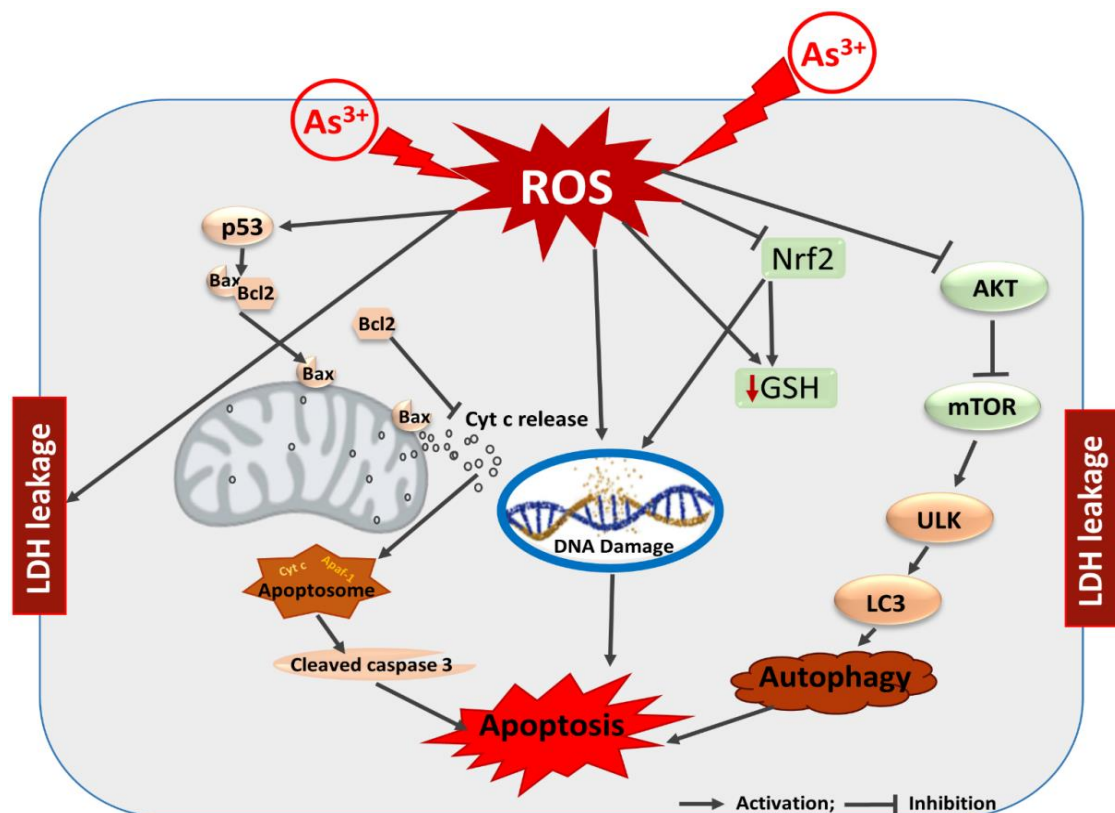 As³⁺
As³⁺
ROS
p53
Bax
Bcl2
Nrf2
AKT
Bcl2
Bax
GSH
mTOR
Bax
Cyt c release
LDH leakage
LDH leakage
ULK
DNA Damage
Cyt c
Apaf-1
Apoptosome
LC3
Cleaved caspase 3
Autophagy
Apoptosis
Activation;
Inhibition